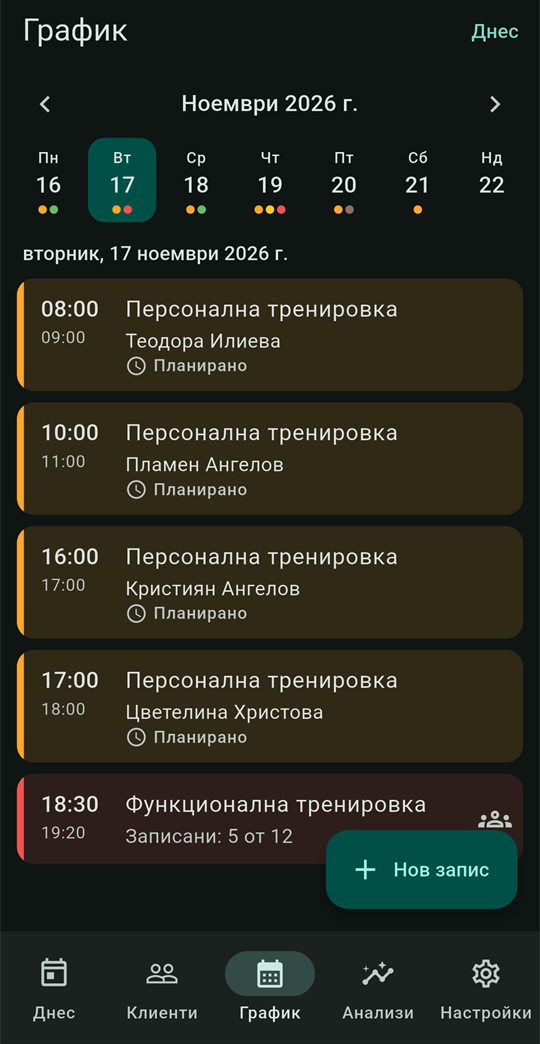 График
Днес
Ноември 2026 г.
Пн Вт Ср Чт Пт Сб Нд
16 17 18 19 20 21 22
вторник, 17 ноември 2026 г.
08:00 Персонална тренировка
09:00 Теодора Илиева
Планирано
10:00 Персонална тренировка
11:00 Пламен Ангелов
Планирано
16:00 Персонална тренировка
17:00 Кристиян Ангелов
Планирано
17:00 Персонална тренировка
18:00 Цветелина Христова
Планирано
18:30 Функционална тренировка
19:20 Записани: 5 от 12
Нов запис
Днес Клиенти График Анализи Настройки